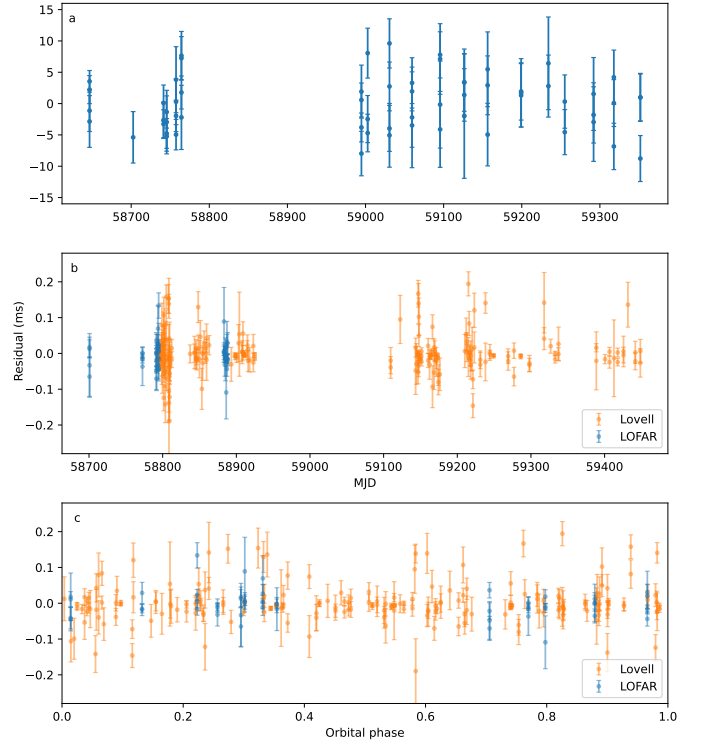 a
15
10
5
0
−5
−10
−15
58700 58800 58900 59000 59100 59200 59300
b
0.2
0.1
0.0
−0.1
−0.2
Residual (ms)
Lovell
LOFAR
58700 58800 58900 59000 59100 59200 59300 59400
MJD
c
0.2
0.1
0.0
−0.1
−0.2
Lovell
LOFAR
0.0 0.2 0.4 0.6 0.8 1.0
Orbital phase